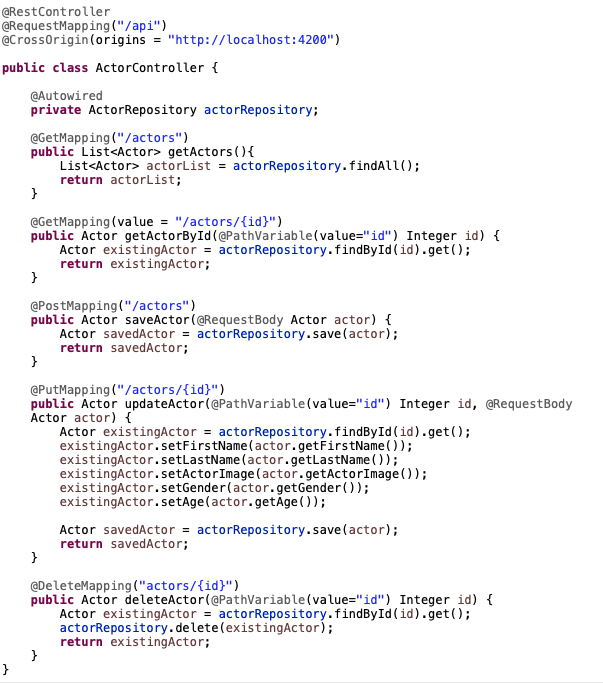 @RestController
@RequestMapping("/api")
@CrossOrigin(origins = "http://localhost:4200")

public class ActorController {

    @Autowired
    private ActorRepository actorRepository;

    @GetMapping("/actors")
    public List<Actor> getActors(){
        List<Actor> actorList = actorRepository.findAll();
        return actorList;
    }

    @GetMapping(value = "/actors/{id}")
    public Actor getActorById(@PathVariable(value="id") Integer id) {
        Actor existingActor = actorRepository.findById(id).get();
        return existingActor;
    }

    @PostMapping("/actors")
    public Actor saveActor(@RequestBody Actor actor) {
        Actor savedActor = actorRepository.save(actor);
        return savedActor;
    }

    @PutMapping("/actors/{id}")
    public Actor updateActor(@PathVariable(value="id") Integer id, @RequestBody
    Actor actor) {
        Actor existingActor = actorRepository.findById(id).get();
        existingActor.setFirstName(actor.getFirstName());
        existingActor.setLastName(actor.getLastName());
        existingActor.setActorImage(actor.getActorImage());
        existingActor.setGender(actor.getGender());
        existingActor.setAge(actor.getAge());

        Actor savedActor = actorRepository.save(actor);
        return savedActor;
    }

    @DeleteMapping("actors/{id}")
    public Actor deleteActor(@PathVariable(value="id") Integer id) {
        Actor existingActor = actorRepository.findById(id).get();
        actorRepository.delete(existingActor);
        return existingActor;
    }
}